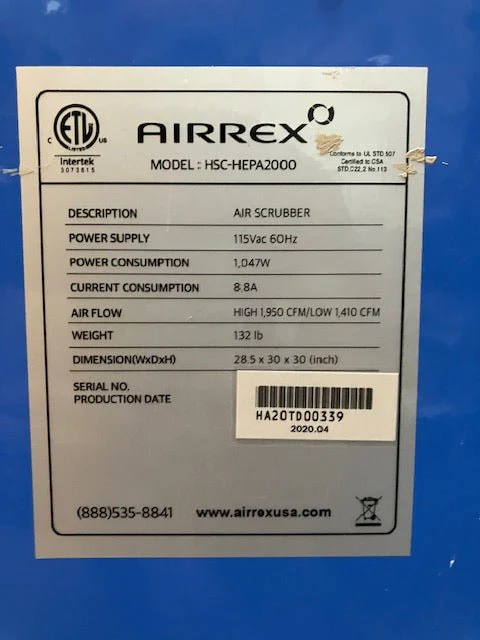 C ETL US
LISTED
Intertek
3073815
AIRREX
MODEL : HSC-HEPA2000
Conforms to UL STD.507
Certified to CSA
STD.C22.2 No.113
DESCRIPTION AIR SCRUBBER
POWER SUPPLY 115Vac 60Hz
POWER CONSUMPTION 1,047W
CURRENT CONSUMPTION 8.8A
AIR FLOW HIGH 1,950 CFM/LOW 1,410 CFM
WEIGHT 132 lb
DIMENSION(WxDxH) 28.5 x 30 x 30 (inch)
SERIAL NO.
PRODUCTION DATE
HA20TD00339
2020.04
(888)535-8841 www.airrexusa.com